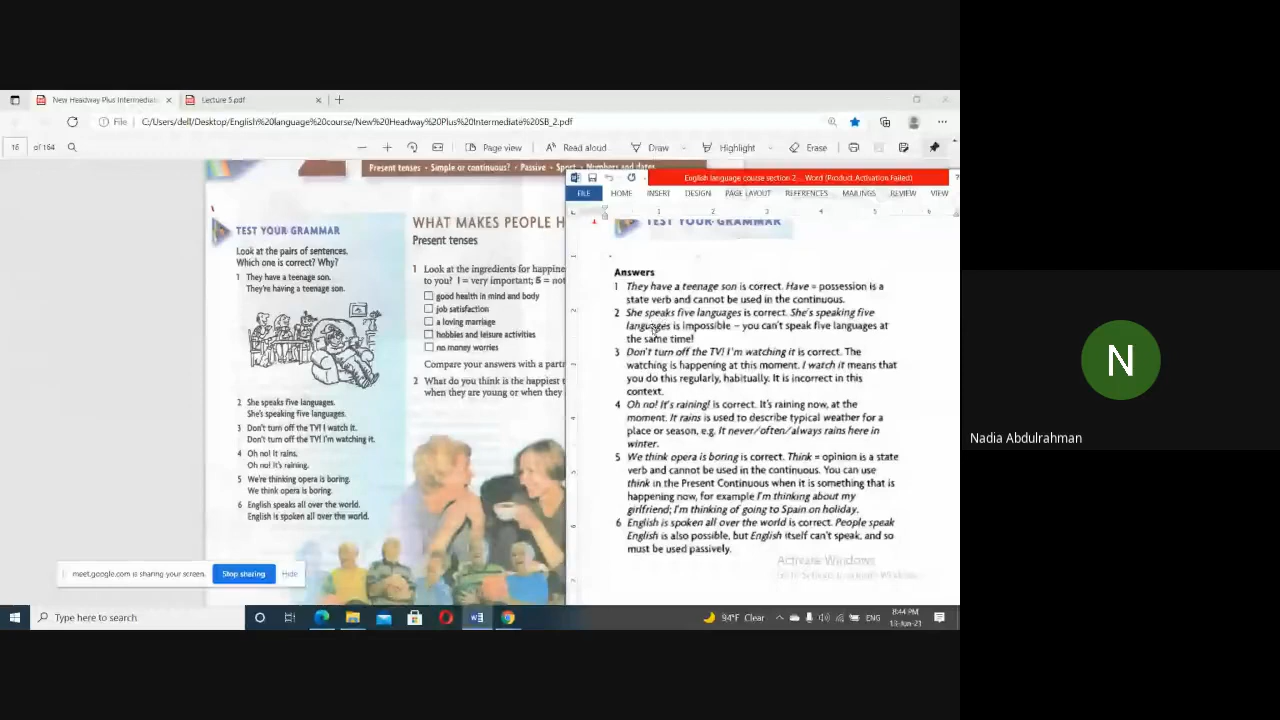 New Headway Plus Intermediate
Lecture 5.pdf
File
C:/Users/dell/Desktop/English%20language%20course/New%20Headway%20Plus%20Intermediate%20SB_2.pdf
16 of 164
Page view
Read aloud
Draw
Highlight
Erase
Present tenses • Simple or continuous? • Passive • Sport • Numbers and dates
TEST YOUR GRAMMAR
Look at the pairs of sentences.
Which one is correct? Why?
1 They have a teenage son.
They're having a teenage son.
2 She speaks five languages.
She's speaking five languages.
3 Don't turn off the TV! I watch it.
Don't turn off the TV! I'm watching it.
4 Oh no! It rains.
Oh no! It's raining.
5 We're thinking opera is boring.
We think opera is boring.
6 English speaks all over the world.
English is spoken all over the world.
WHAT MAKES PEOPLE H
Present tenses
1 Look at the ingredients for happine
to you? 1 = very important; 5 = not
good health in mind and body
job satisfaction
a loving marriage
hobbies and leisure activities
no money worries
Compare your answers with a partn
2 What do you think is the happiest t
when they are young or when they
English language course section 2 - Word (Product Activation Failed)
FILE HOME INSERT DESIGN PAGE LAYOUT REFERENCES MAILINGS REVIEW VIEW
1 2 3 4 5 6
TEST YOUR GRAMMAR
Answers
1 They have a teenage son is correct. Have = possession is a
state verb and cannot be used in the continuous.
2 She speaks five languages is correct. She's speaking five
languages is impossible – you can't speak five languages at
the same time!
3 Don't turn off the TV! I'm watching it is correct. The
watching is happening at this moment. I watch it means that
you do this regularly, habitually. It is incorrect in this
context.
4 Oh no! It's raining! is correct. It's raining now, at the
moment. It rains is used to describe typical weather for a
place or season, e.g. It never/often/always rains here in
winter.
5 We think opera is boring is correct. Think = opinion is a state
verb and cannot be used in the continuous. You can use
think in the Present Continuous when it is something that is
happening now, for example I'm thinking about my
girlfriend; I'm thinking of going to Spain on holiday.
6 English is spoken all over the world is correct. People speak
English is also possible, but English itself can't speak, and so
must be used passively.
Activate Windows
meet.google.com is sharing your screen.
Stop sharing
Hide
Type here to search
94°F Clear
ENG
8:44 PM
13-Jun-21
N
Nadia Abdulrahman